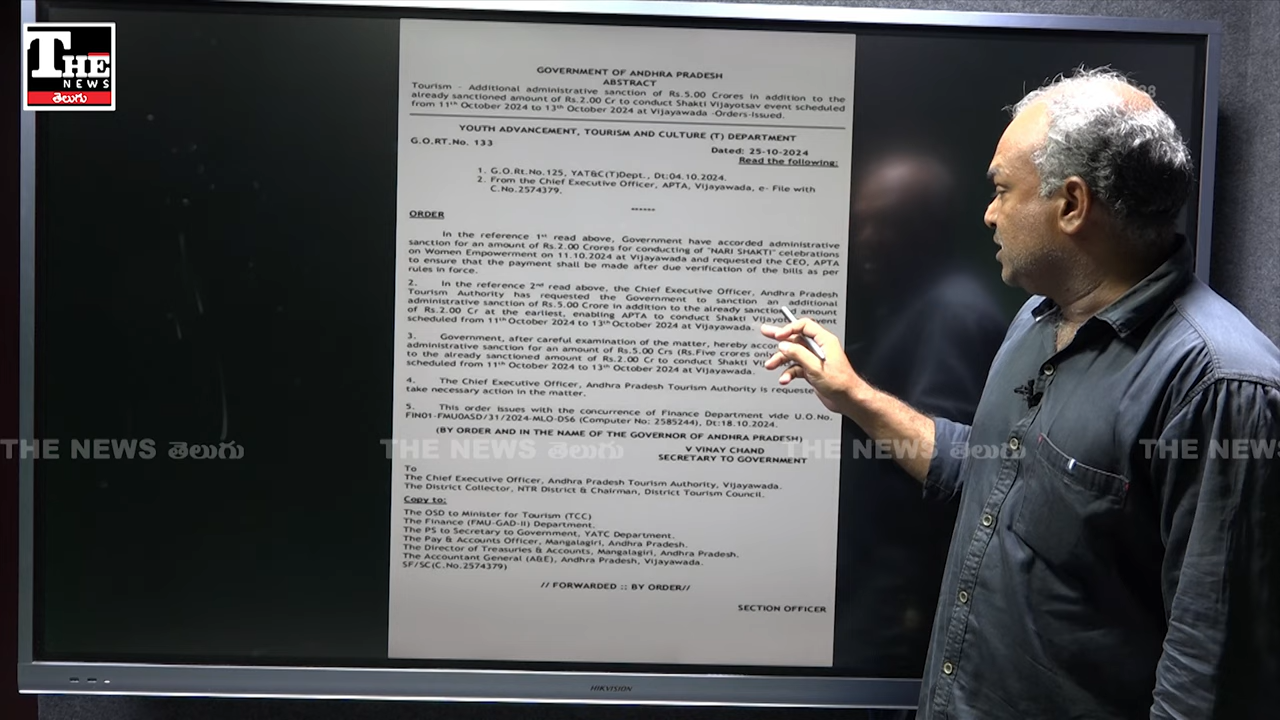 THE
NEWS
తెలుగు
GOVERNMENT OF ANDHRA PRADESH
ABSTRACT
Tourism - Additional administrative sanction of Rs.5.00 Crores in addition to the
already sanctioned amount of Rs.2.00 Cr to conduct Shakti Vijayotsav event scheduled
from 11th October 2024 to 13th October 2024 at Vijayawada -Orders-Issued.
YOUTH ADVANCEMENT, TOURISM AND CULTURE (T) DEPARTMENT
G.O.RT.No. 133
Dated: 25-10-2024
Read the following:
1. G.O.Rt.No.125, YAT&C(T)Dept., Dt:04.10.2024.
2. From the Chief Executive Officer, APTA, Vijayawada, e- File with
C.No.2574379.
------
ORDER
In the reference 1st read above, Government have accorded administrative
sanction for an amount of Rs.2.00 Crores for conducting of "NARI SHAKTI" celebrations
on Women Empowerment on 11.10.2024 at Vijayawada and requested the CEO, APTA
to ensure that the payment shall be made after due verification of the bills as per
rules in force.
2. In the reference 2nd read above, the Chief Executive Officer, Andhra Pradesh
Tourism Authority has requested the Government to sanction an additional
administrative sanction of Rs.5.00 Crore in addition to the already sanctioned amount
of Rs.2.00 Cr at the earliest, enabling APTA to conduct Shakti Vijayotsav event
scheduled from 11th October 2024 to 13th October 2024 at Vijayawada.
3. Government, after careful examination of the matter, hereby
administrative sanction for an amount of Rs.5.00 Crs (Rs.Five crores
to the already sanctioned amount of Rs.2.00 Cr to conduct Shakti
scheduled from 11th October 2024 to 13th October 2024 at Vijayawada.
4. The Chief Executive Officer, Andhra Pradesh Tourism Authority is
take necessary action in the matter.
5. This order issues with the concurrence of Finance Department vide U.O.No.
FIN01-FMU0ASD/31/2024-MLO-DS6 (Computer No: 2585244), Dt:18.10.2024.
(BY ORDER AND IN THE NAME OF THE GOVERNOR OF ANDHRA PRADESH)
THE NEWS తెలుగు THE NEWS తెలుగు THE NEWS తెలుగు THE NEWS
V VINAY CHAND
SECRETARY TO GOVERNMENT
To
The Chief Executive Officer, Andhra Pradesh Tourism Authority, Vijayawada.
The District Collector, NTR District & Chairman, District Tourism Council.
Copy to:
The OSD to Minister for Tourism (TCC)
The Finance (FMU-GAD-II) Department.
The PS to Secretary to Government, YATC Department.
The Pay & Accounts Officer, Mangalagiri, Andhra Pradesh.
The Director of Treasuries & Accounts, Mangalagiri, Andhra Pradesh.
The Accountant General (A&E), Andhra Pradesh, Vijayawada.
SF/SC(C.No.2574379)
// FORWARDED :: BY ORDER//
SECTION OFFICER
HIKVISION